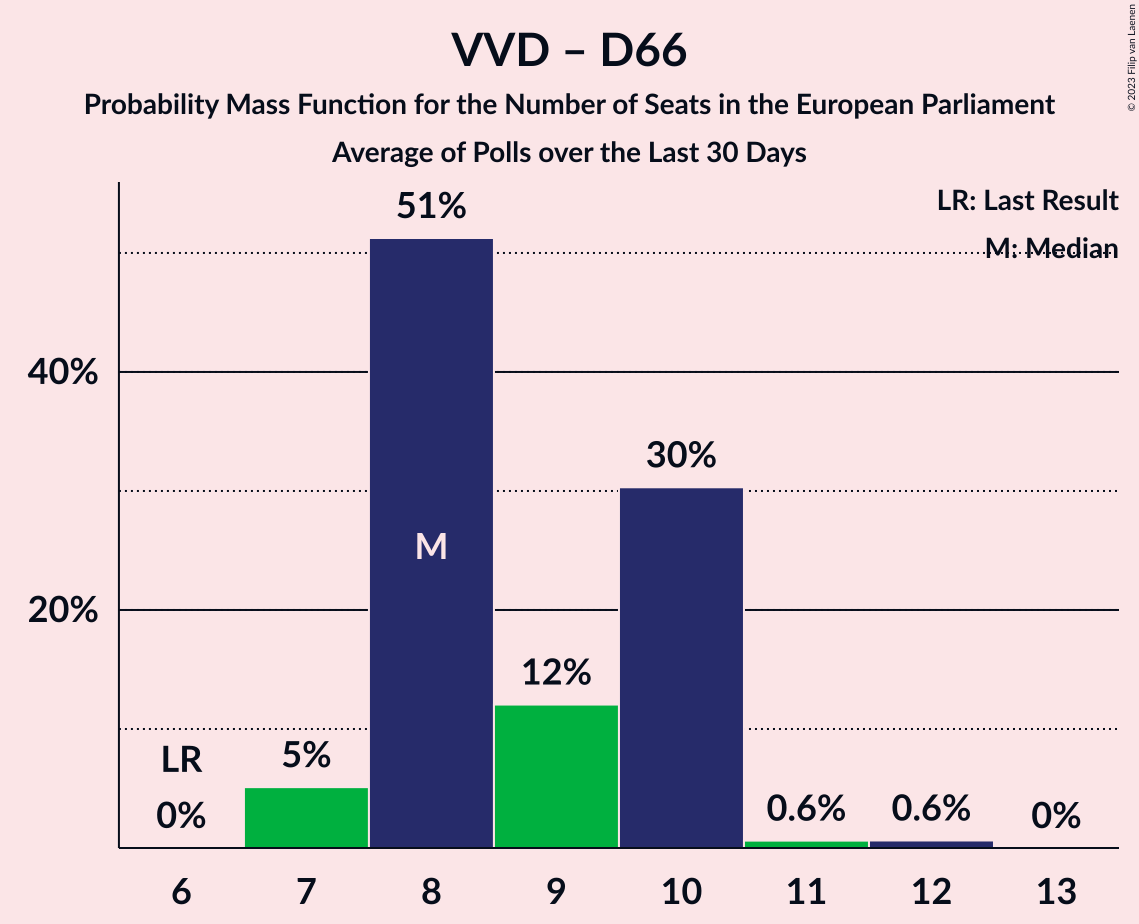 VVD – D66
Probability Mass Function for the Number of Seats in the European Parliament
Average of Polls over the Last 30 Days
© 2023 Filip van Laenen
LR: Last Result
M: Median
51%
40%
30%
M
20%
12%
LR
5%
0%
0.6%
0.6%
0%
6 7 8 9 10 11 12 13